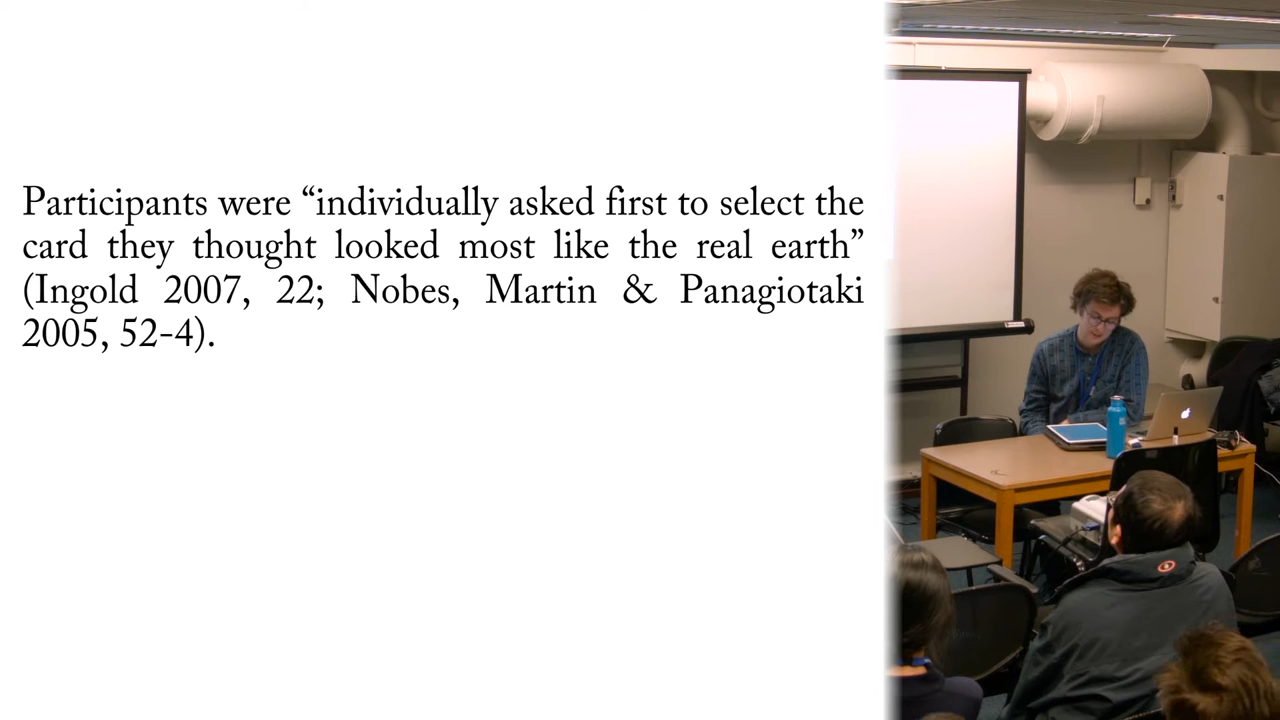 Participants were “individually asked first to select the
card they thought looked most like the real earth”
(Ingold 2007, 22; Nobes, Martin & Panagiotaki
2005, 52-4).